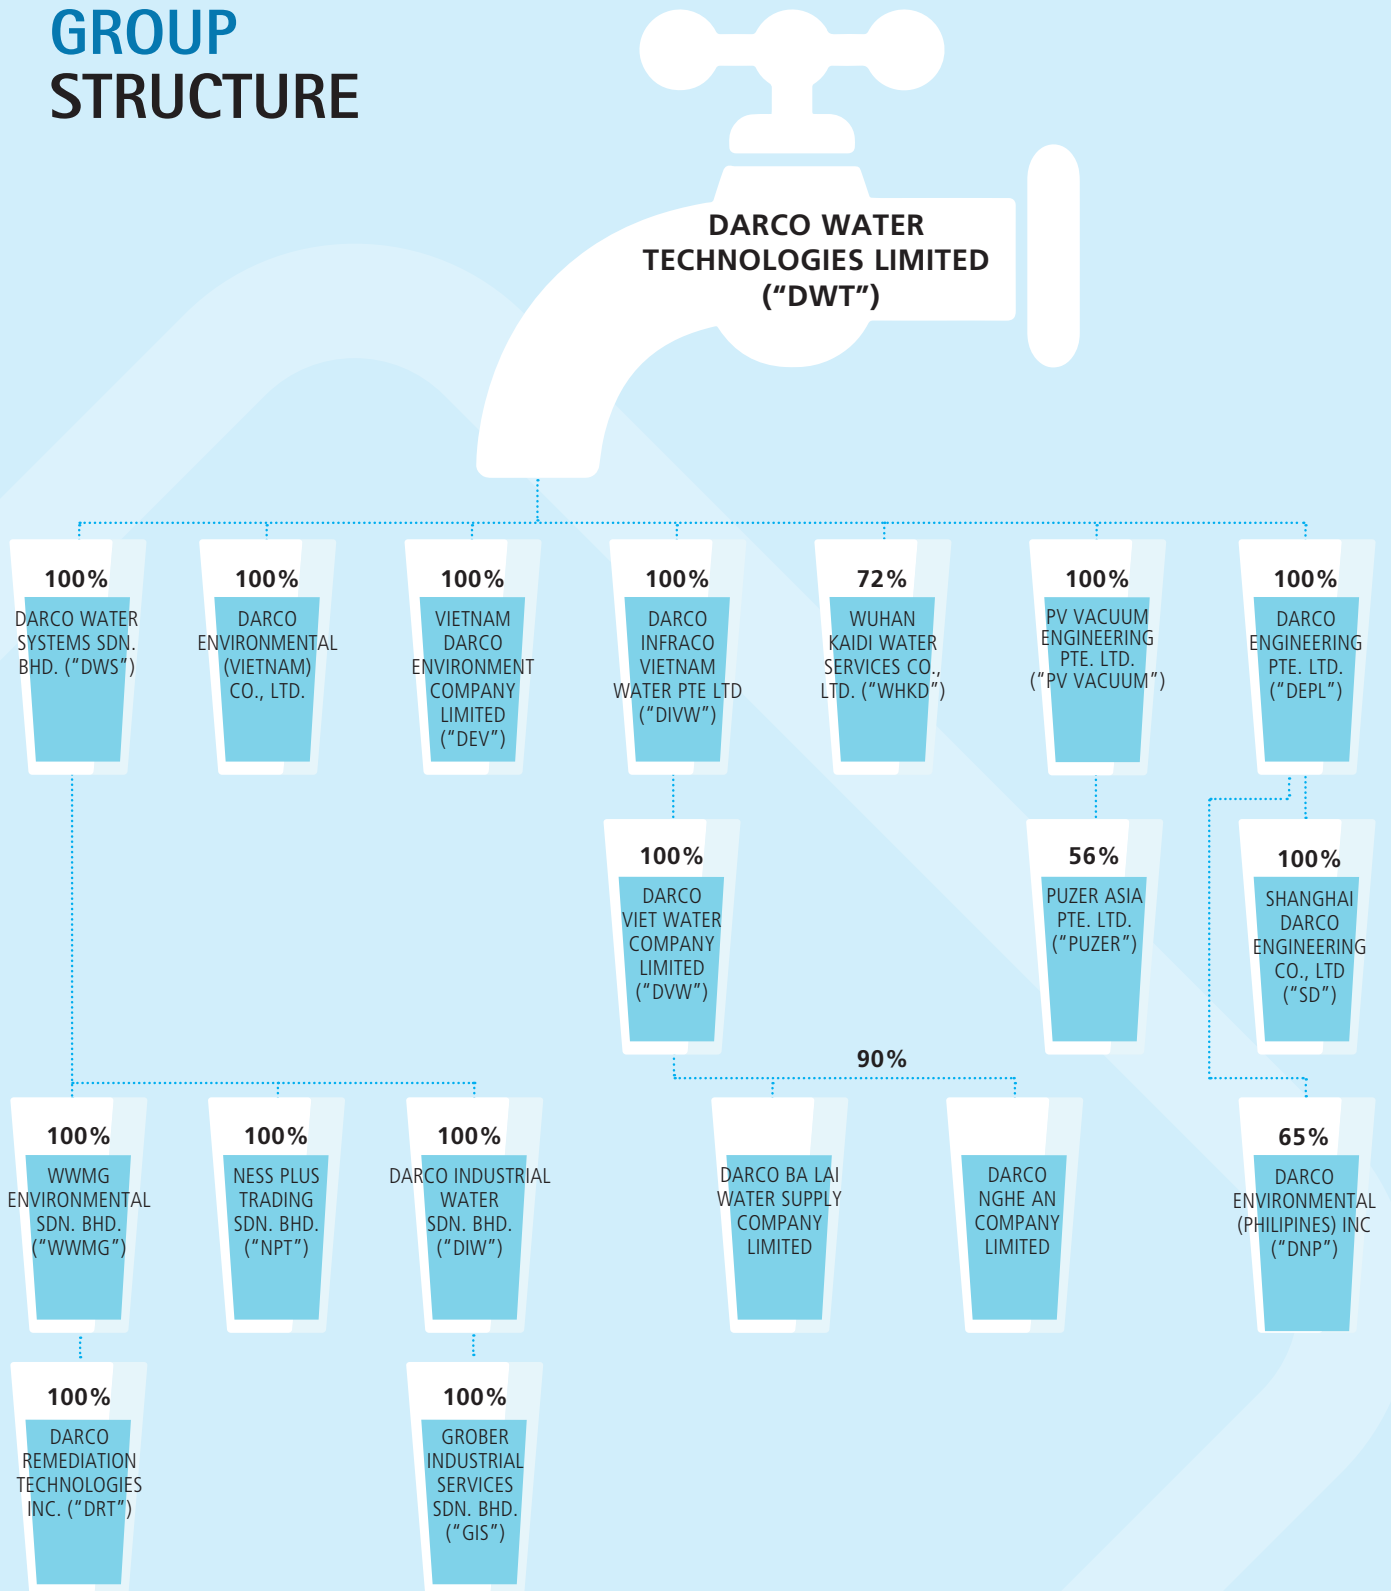 GROUP
STRUCTURE
DARCO WATER
TECHNOLOGIES LIMITED
(“DWT”)
100%
DARCO WATER
SYSTEMS SDN.
BHD. (“DWS”)
100%
DARCO
ENVIRONMENTAL
(VIETNAM)
CO., LTD.
100%
VIETNAM
DARCO
ENVIRONMENT
COMPANY
LIMITED
(“DEV”)
100%
DARCO
INFRACO
VIETNAM
WATER PTE LTD
(“DIVW”)
72%
WUHAN
KAIDI WATER
SERVICES CO.,
LTD. (“WHKD”)
100%
PV VACUUM
ENGINEERING
PTE. LTD.
(“PV VACUUM”)
100%
DARCO
ENGINEERING
PTE. LTD.
(“DEPL”)
100%
DARCO
VIET WATER
COMPANY
LIMITED
(“DVW”)
56%
PUZER ASIA
PTE. LTD.
(“PUZER”)
100%
SHANGHAI
DARCO
ENGINEERING
CO., LTD
(“SD”)
90%
100%
WWMG
ENVIRONMENTAL
SDN. BHD.
(“WWMG”)
100%
NESS PLUS
TRADING
SDN. BHD.
(“NPT”)
100%
DARCO INDUSTRIAL
WATER
SDN. BHD.
(“DIW”)
DARCO BA LAI
WATER SUPPLY
COMPANY
LIMITED
DARCO
NGHE AN
COMPANY
LIMITED
65%
DARCO
ENVIRONMENTAL
(PHILIPINES) INC
(“DNP”)
100%
DARCO
REMEDIATION
TECHNOLOGIES
INC. (“DRT”)
100%
GROBER
INDUSTRIAL
SERVICES
SDN. BHD.
(“GIS”)